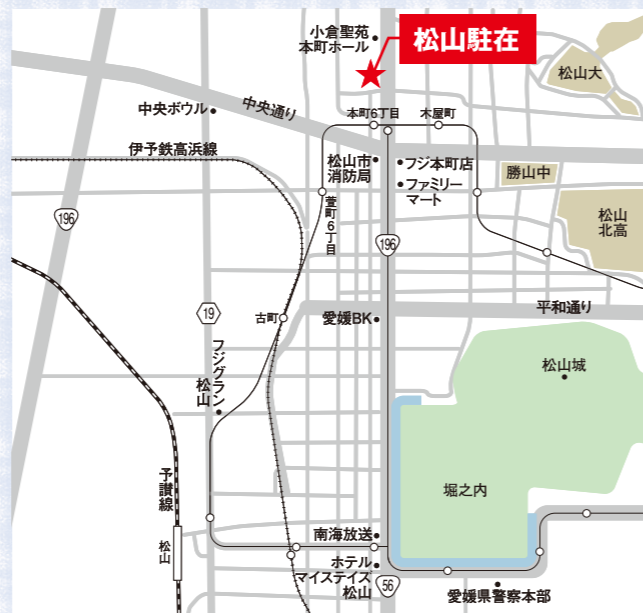 小倉聖苑
本町ホール
松山駐在
松山大
中央ボウル
中央通り
本町6丁目
木屋町
伊予鉄高浜線
松山市
消防局
フジ本町店
ファミリー
マート
勝山中
松山
北高
196
萱町6丁目
196
19
古町
愛媛BK
平和通り
フジグラン
松山
松山城
堀之内
予讃線
松山
南海放送
ホテル
マイステイズ
松山
56
愛媛県警察本部